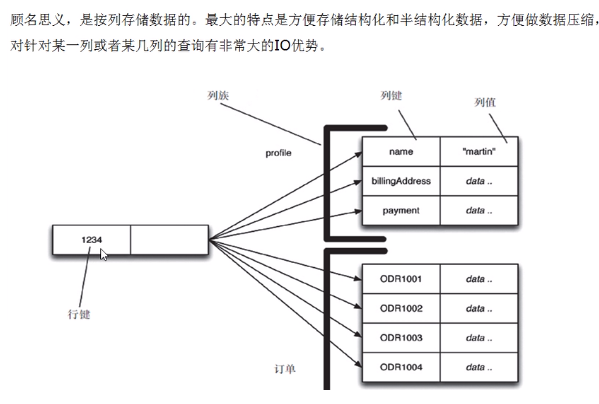 顾名思义，是按列存储数据的。最大的特点是方便存储结构化和半结构化数据，方便做数据压缩，
对针对某一列或者某几列的查询有非常大的IO优势。
列族
列键
列值
profile
name "martin"
billingAddress data ..
payment data ..
1234
行键
ODR1001 data ..
ODR1002 data ..
ODR1003 data ..
ODR1004 data ..
订单